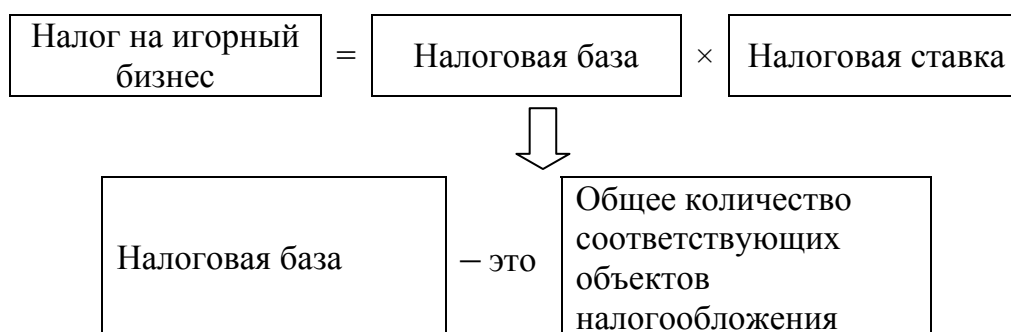 Налог на игорный
бизнес
=
Налоговая база
×
Налоговая ставка
Налоговая база
– это
Общее количество
соответствующих
объектов
налогообложения